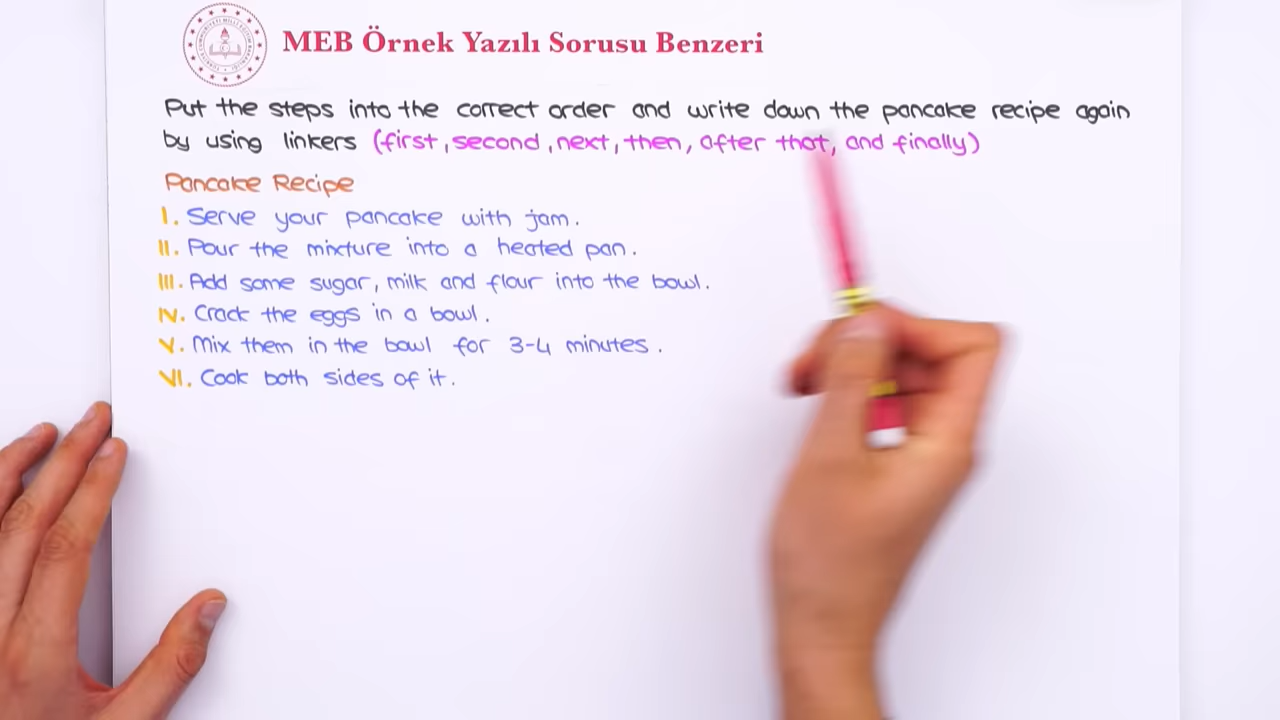 MEB Örnek Yazılı Sorusu Benzeri
Put the steps into the correct order and write down the pancake recipe again
by using linkers (first, second, next, then, after that, and finally)
Pancake Recipe
I. Serve your pancake with jam.
II. Pour the mixture into a heated pan.
III. Add some sugar, milk and flour into the bowl.
IV. Crack the eggs in a bowl.
V. Mix them in the bowl for 3-4 minutes.
VI. Cook both sides of it.